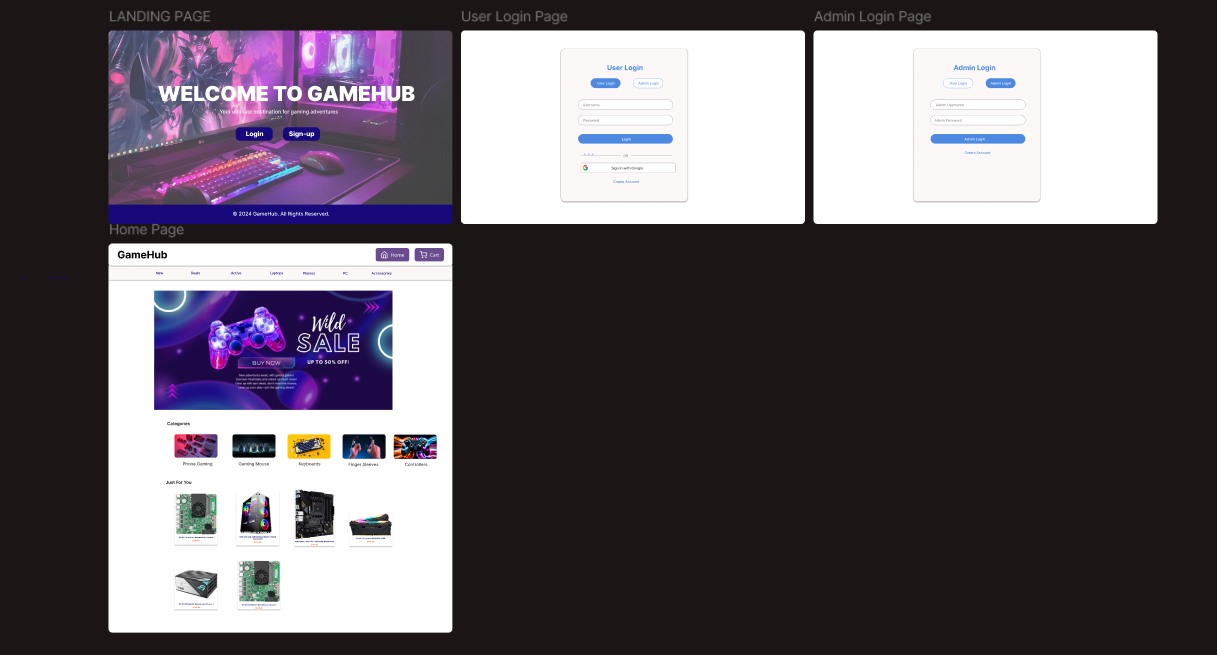 LANDING PAGE
WELCOME TO GAMEHUB
Your ultimate destination for gaming adventures
Login
Sign-up
© 2024 GameHub. All Rights Reserved.
User Login Page
User Login
User Login
Admin Login
Username
Password
Login
OR
Sign in with Google
Create Account
Admin Login Page
Admin Login
User Login
Admin Login
Admin Username
Admin Password
Admin Login
Create Account
Home Page
GameHub
Home
Cart
New
Deals
Active
Laptops
Phones
PC
Accessories
Wild
SALE
UP TO 50% OFF!
BUY NOW
Categories
Phone Gaming
Gaming Mouse
Keyboards
Finger Sleeves
Controllers
Just For You